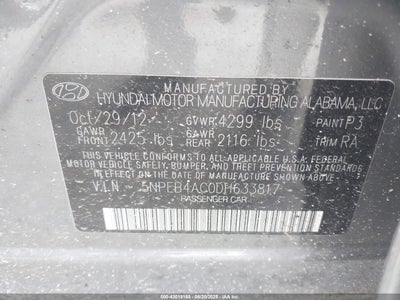 MANUFACTURED BY
HYUNDAI MOTOR MANUFACTURING ALABAMA, LLC
Oct/29/12 GVWR 4299 lbs PAINT P3
GAWR FRONT 2425 lbs GAWR REAR 2116 lbs TRIM RA
THIS VEHICLE CONFORMS TO ALL APPLICABLE U.S. FEDERAL
MOTOR VEHICLE SAFETY, BUMPER, AND THEFT PREVENTION
STANDARDS IN EFFECT ON THE DATE OF MANUFACTURE SHOWN ABOVE.
V.I.N 5NPEB4AC0DH633817
PASSENGER CAR